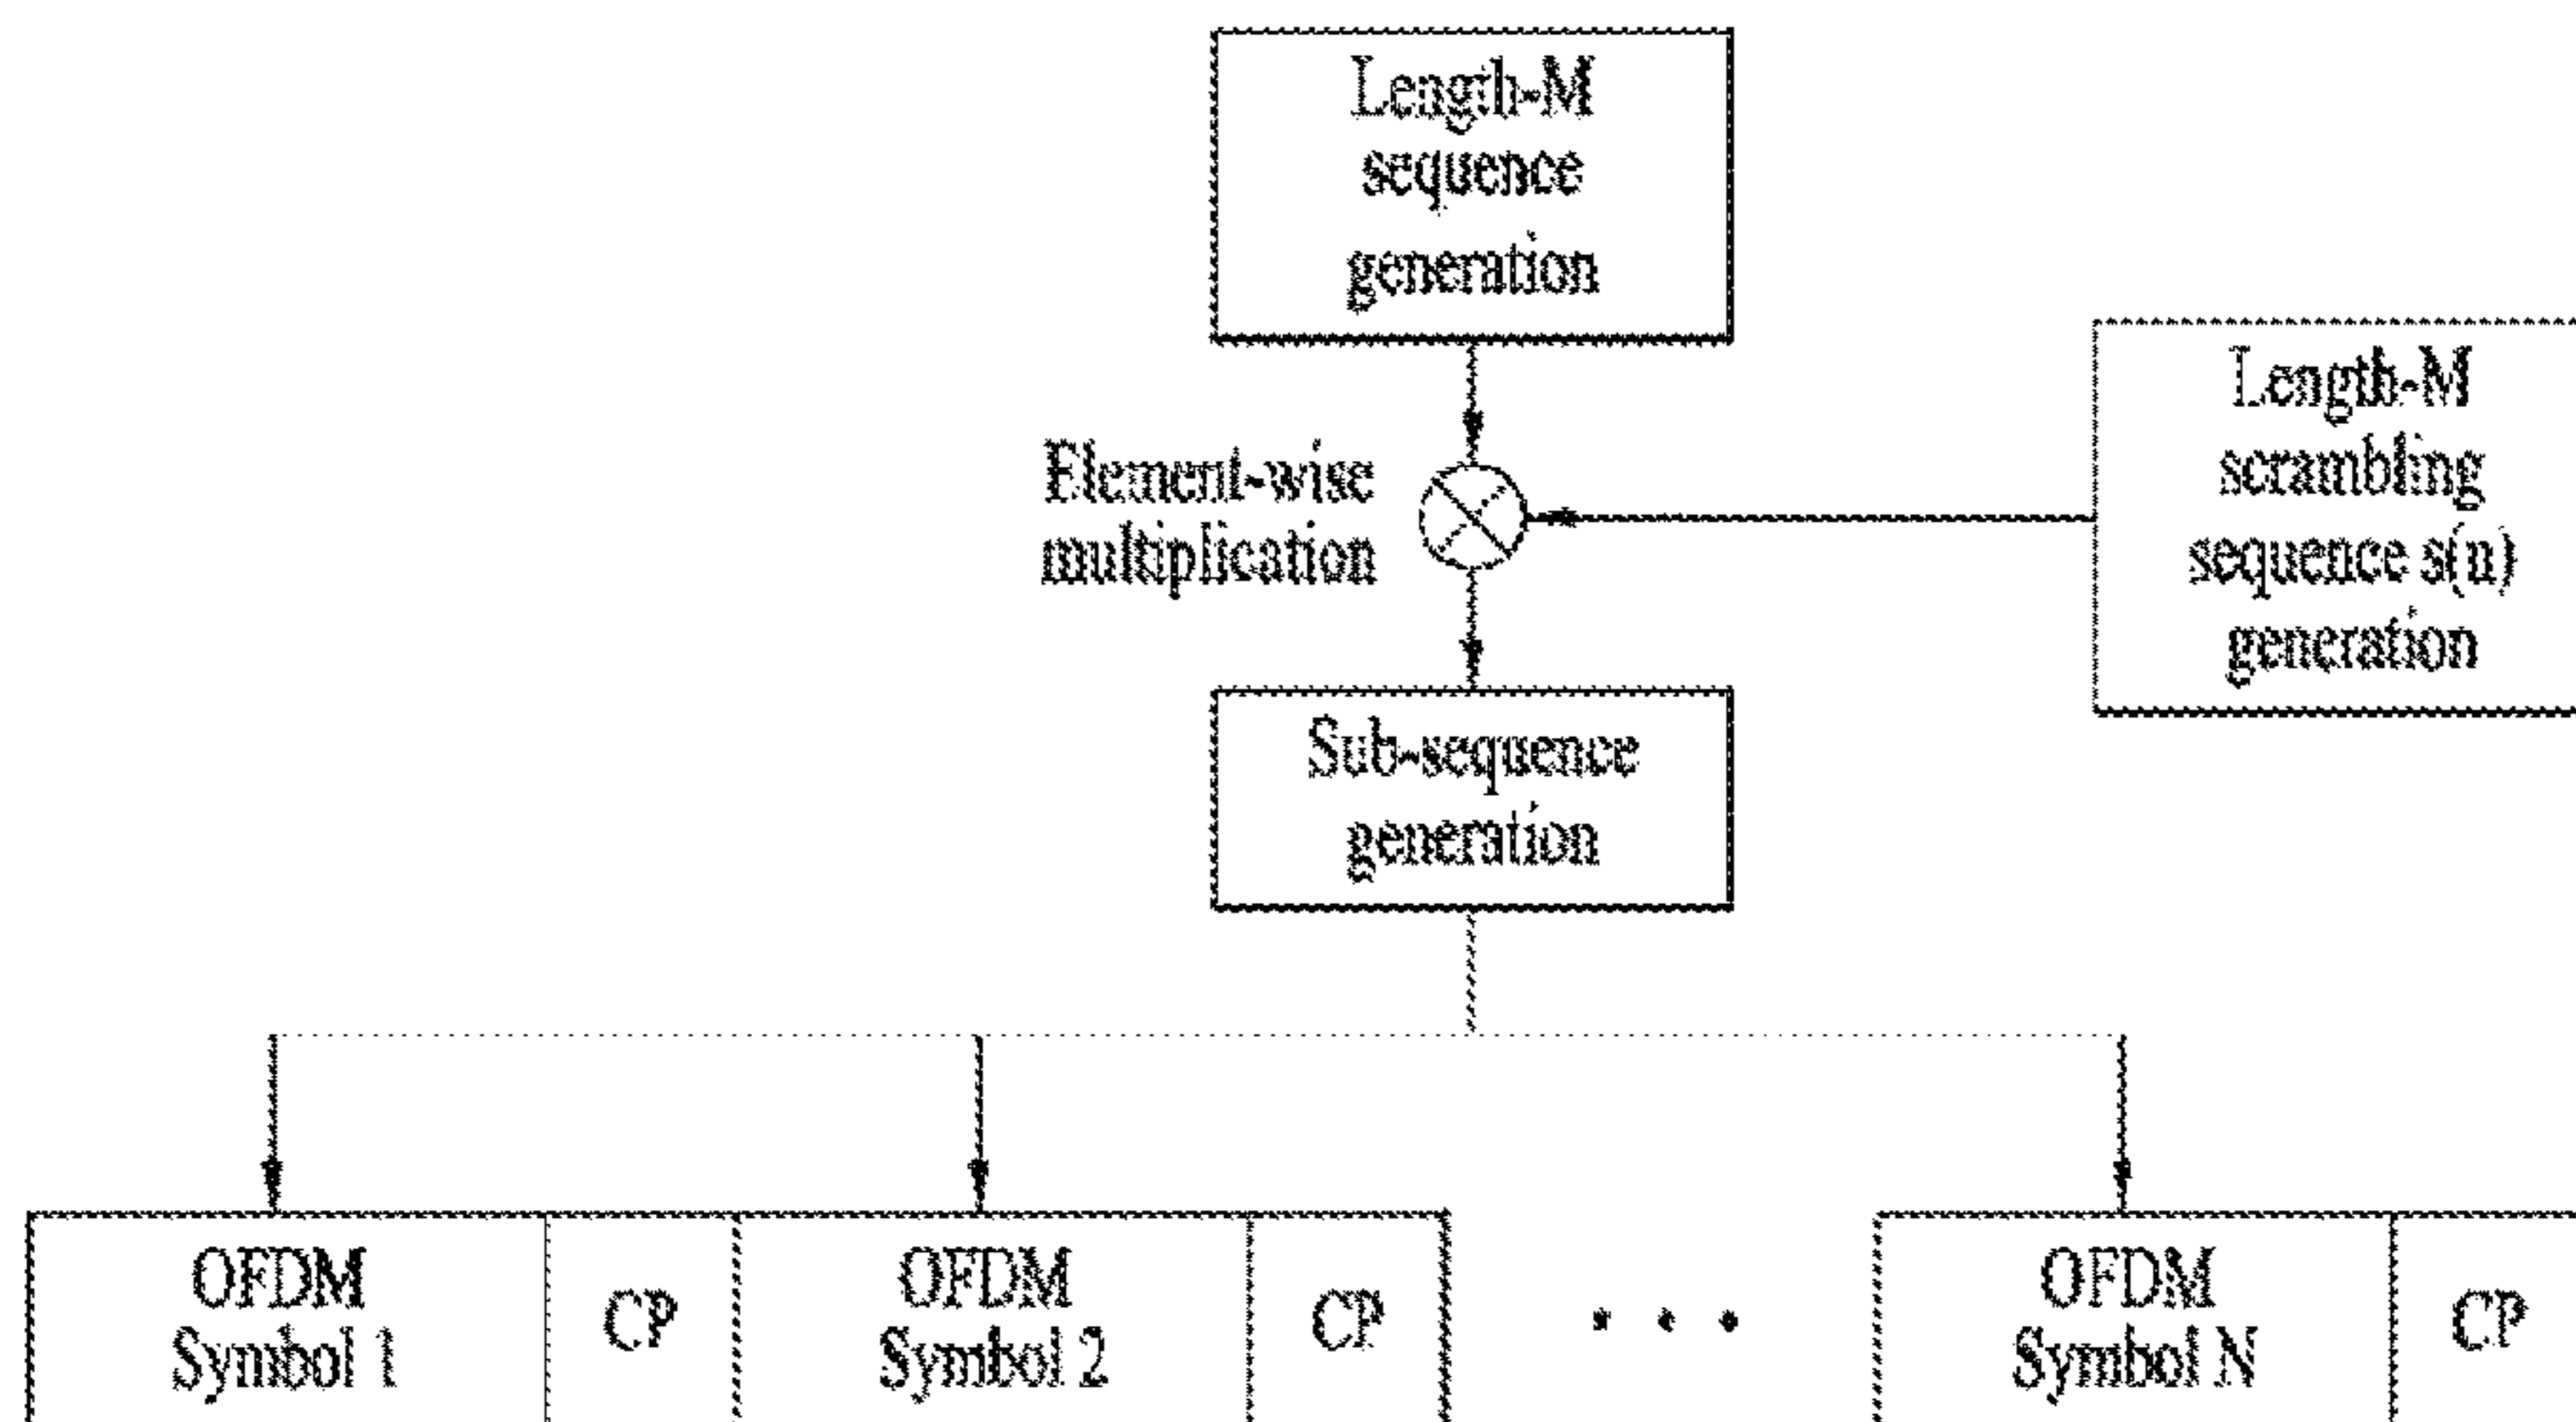 Length-M
sequence
generation
Length-M
scrambling
sequence s(n)
generation
Element-wise
multiplication
Sub-sequence
generation
OFDM
Symbol 1
CP
OFDM
Symbol 2
CP
. . .
OFDM
Symbol N
CP